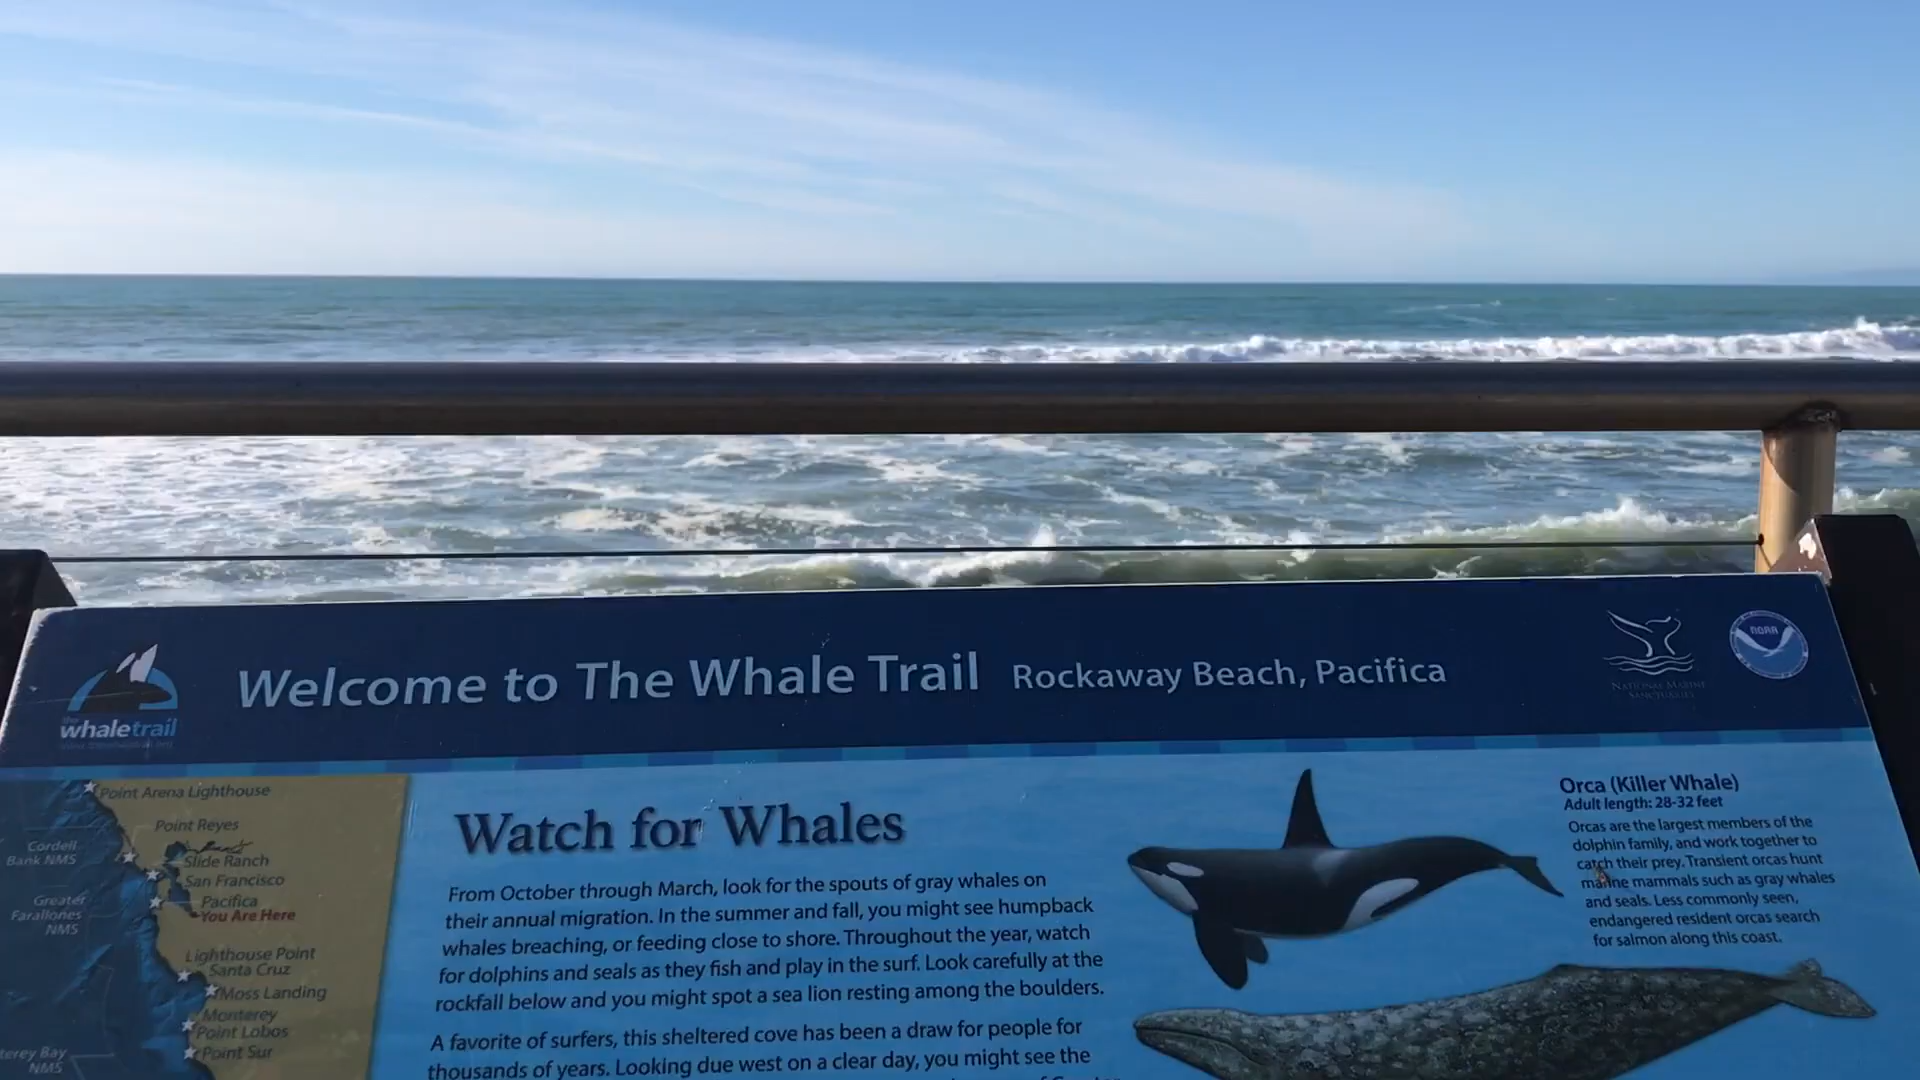 Welcome to The Whale Trail Rockaway Beach, Pacifica
the
whaletrail
NATIONAL MARINE
SANCTUARIES
NOAA
Point Arena Lighthouse
Point Reyes
Cordell
Bank NMS
Slide Ranch
San Francisco
Pacifica
You Are Here
Greater
Farallones
NMS
Lighthouse Point
Santa Cruz
Moss Landing
Monterey
Point Lobos
Point Sur
terey Bay
NMS
Watch for Whales
From October through March, look for the spouts of gray whales on
their annual migration. In the summer and fall, you might see humpback
whales breaching, or feeding close to shore. Throughout the year, watch
for dolphins and seals as they fish and play in the surf. Look carefully at the
rockfall below and you might spot a sea lion resting among the boulders.
A favorite of surfers, this sheltered cove has been a draw for people for
thousands of years. Looking due west on a clear day, you might see the
Orca (Killer Whale)
Adult length: 28-32 feet
Orcas are the largest members of the
dolphin family, and work together to
catch their prey. Transient orcas hunt
marine mammals such as gray whales
and seals. Less commonly seen,
endangered resident orcas search
for salmon along this coast.